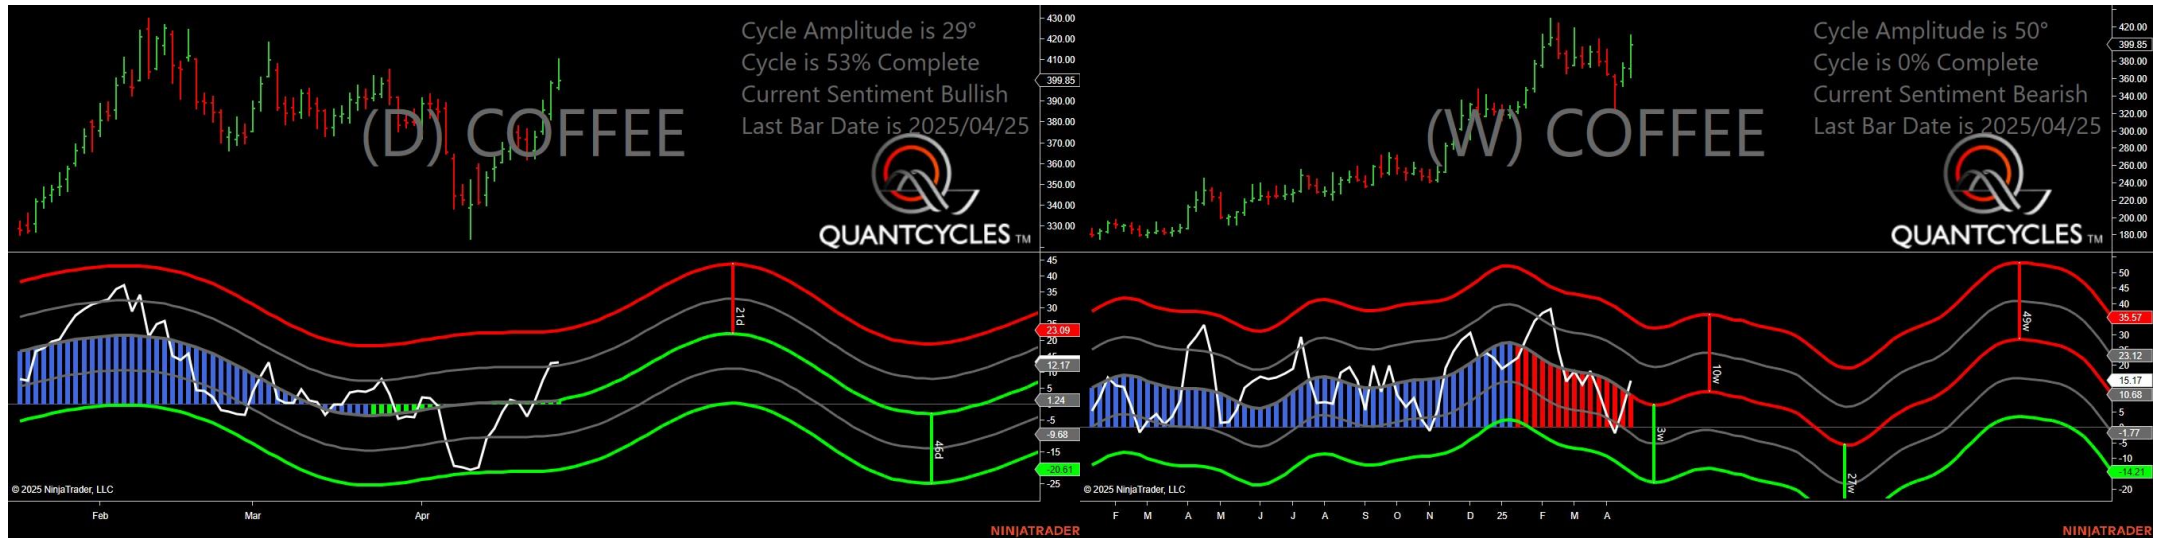 Cycle Amplitude is 29°
Cycle is 53% Complete
Current Sentiment Bullish
Last Bar Date is 2025/04/25
(D) COFFEE
QUANTCYCLES TM
430.00
420.00
410.00
399.85
390.00
380.00
370.00
360.00
350.00
340.00
330.00
45
40
35
30
23.09
20
12.17
5
1.24
-5
-9.68
-15
-20.61
-25
21d
46d
© 2025 NinjaTrader, LLC
Feb
Mar
Apr
NINJATRADER
Cycle Amplitude is 50°
Cycle is 0% Complete
Current Sentiment Bearish
Last Bar Date is 2025/04/25
(W) COFFEE
QUANTCYCLES TM
420.00
399.85
380.00
360.00
340.00
320.00
300.00
280.00
260.00
240.00
220.00
200.00
180.00
50
45
40
35.57
30
23.12
15.17
10.68
5
-1.77
-5
-10
-14.21
-20
10w
49w
3w
27w
© 2025 NinjaTrader, LLC
F
M
A
M
J
J
A
S
O
N
D
25
F
M
A
NINJATRADER